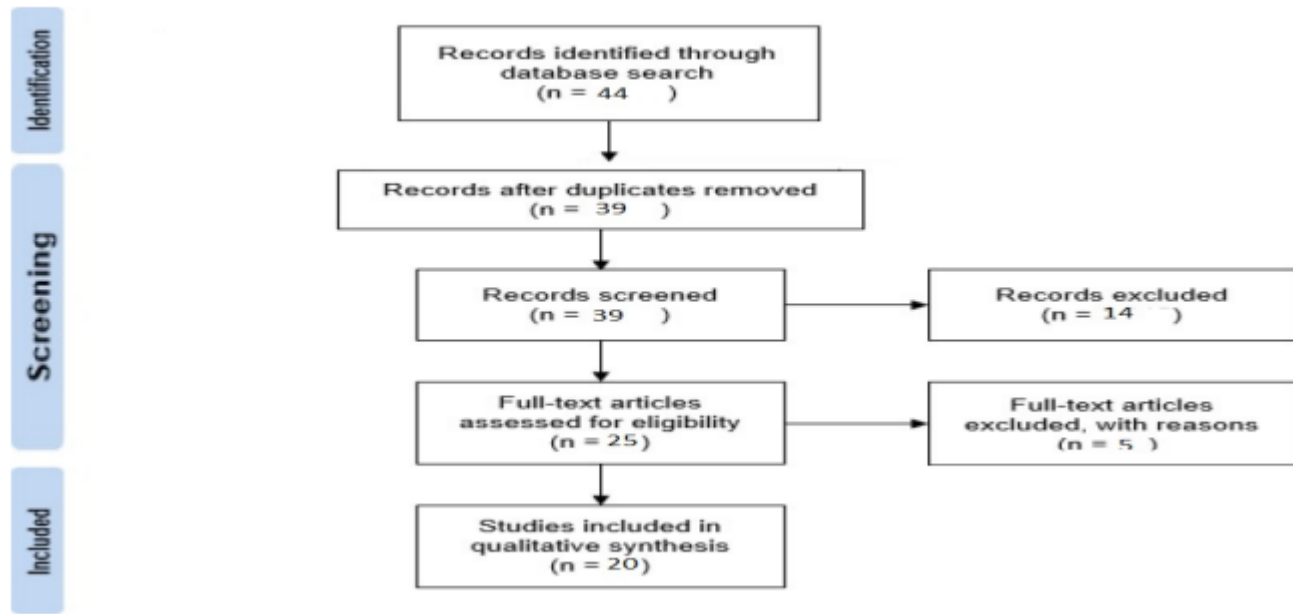 Identification
Records identified through
database search
(n = 44 )
Screening
Records after duplicates removed
(n = 39 )
Records screened
(n = 39 )
Records excluded
(n = 14 )
Full-text articles
assessed for eligibility
(n = 25)
Full-text articles
excluded, with reasons
(n = 5 )
Included
Studies included in
qualitative synthesis
(n = 20)